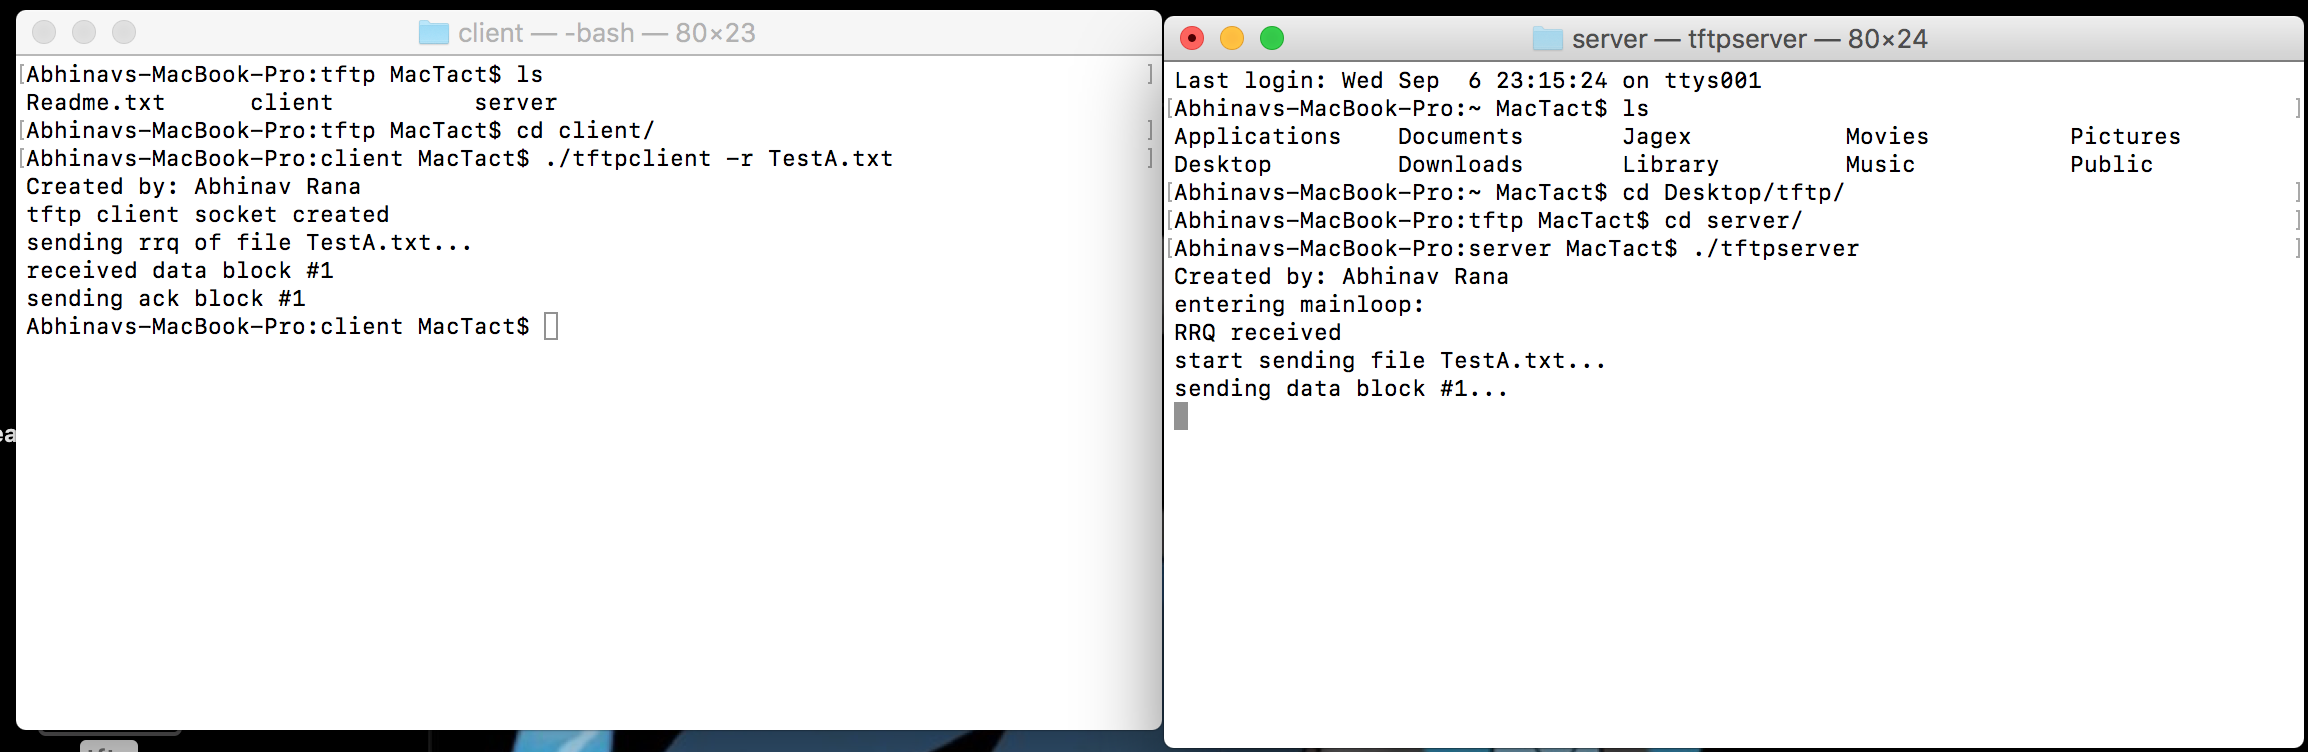 client — -bash — 80×23
Abhinavs-MacBook-Pro:tftp MacTact$ ls
Readme.txt      client          server
Abhinavs-MacBook-Pro:tftp MacTact$ cd client/
Abhinavs-MacBook-Pro:client MacTact$ ./tftpclient -r TestA.txt
Created by: Abhinav Rana
tftp client socket created
sending rrq of file TestA.txt...
received data block #1
sending ack block #1
Abhinavs-MacBook-Pro:client MacTact$
server — tftpserver — 80×24
Last login: Wed Sep  6 23:15:24 on ttys001
Abhinavs-MacBook-Pro:~ MacTact$ ls
Applications    Documents       Jagex           Movies          Pictures
Desktop         Downloads       Library         Music           Public
Abhinavs-MacBook-Pro:~ MacTact$ cd Desktop/tftp/
Abhinavs-MacBook-Pro:tftp MacTact$ cd server/
Abhinavs-MacBook-Pro:server MacTact$ ./tftpserver
Created by: Abhinav Rana
entering mainloop:
RRQ received
start sending file TestA.txt...
sending data block #1...